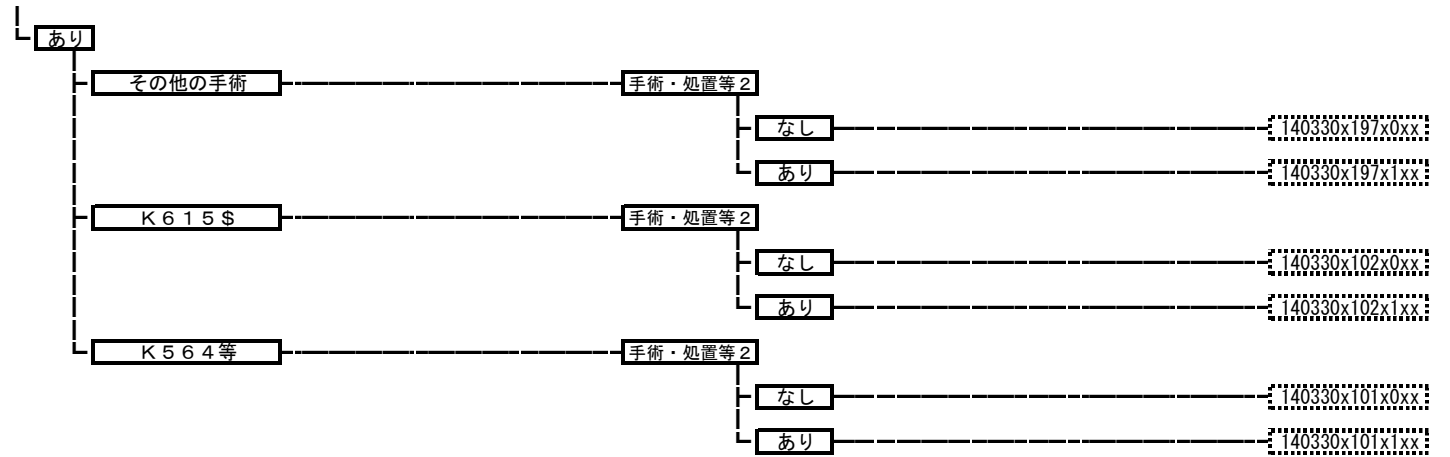 あり
その他の手術 手術・処置等２
なし 140330x197x0xx
あり 140330x197x1xx
Ｋ６１５＄ 手術・処置等２
なし 140330x102x0xx
あり 140330x102x1xx
Ｋ５６４等 手術・処置等２
なし 140330x101x0xx
あり 140330x101x1xx